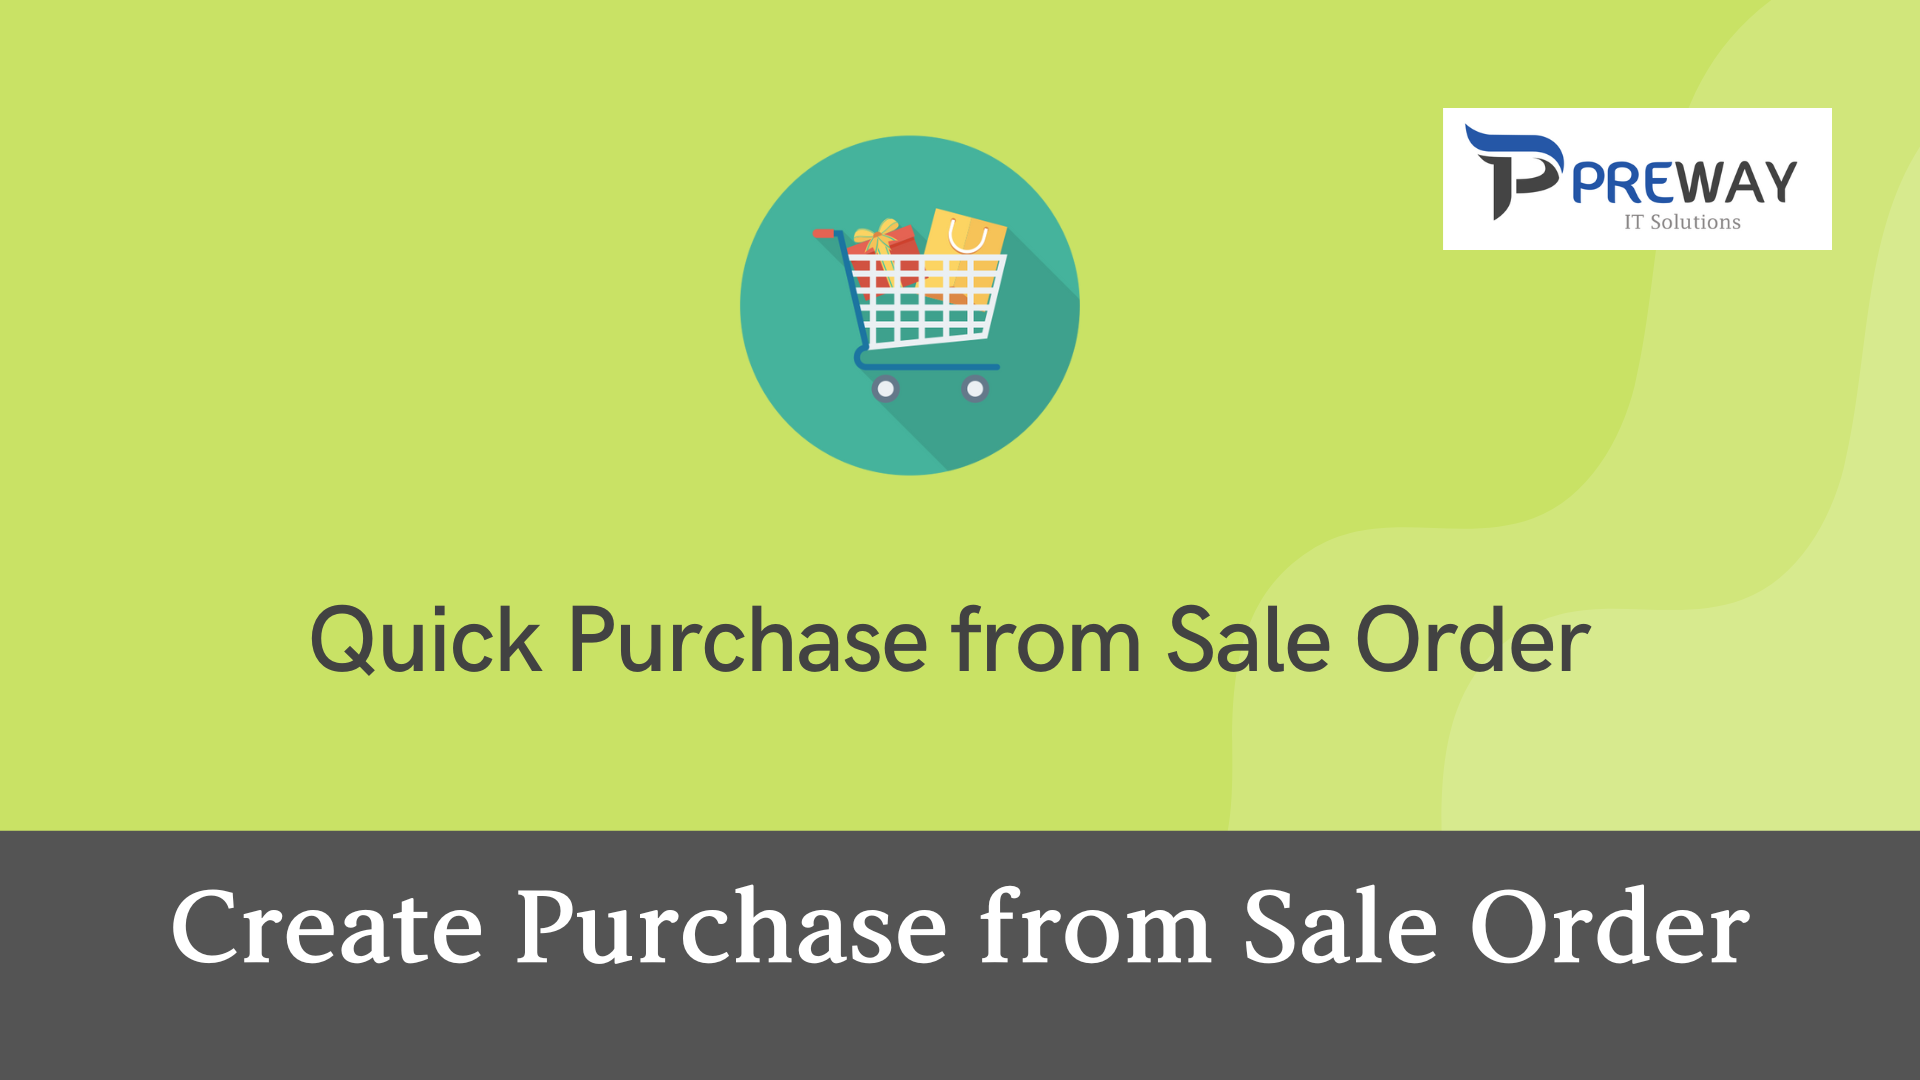 PREWAY
IT Solutions
Quick Purchase from Sale Order
Create Purchase from Sale Order